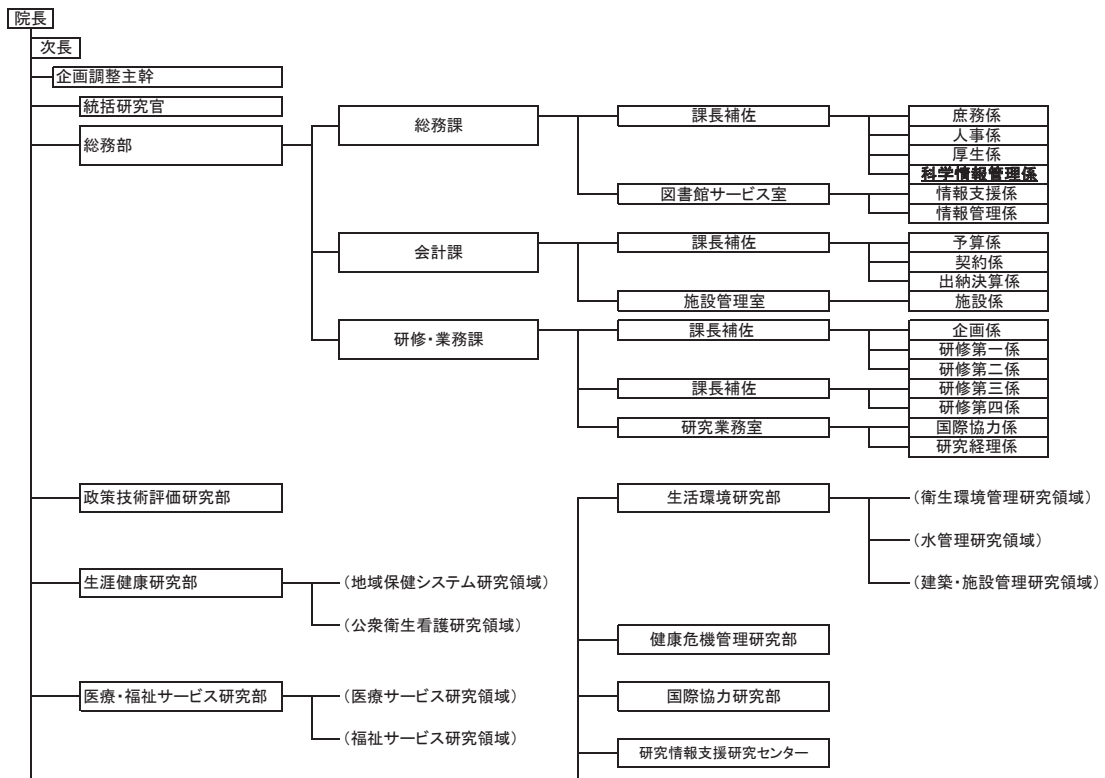 院長
次長
企画調整主幹
統括研究官
総務部
総務課
課長補佐
庶務係
人事係
厚生係
科学情報管理係
図書館サービス室
情報支援係
情報管理係
会計課
課長補佐
予算係
契約係
出納決算係
施設管理室
施設係
研修・業務課
課長補佐
企画係
研修第一係
研修第二係
課長補佐
研修第三係
研修第四係
研究業務室
国際協力係
研究経理係
政策技術評価研究部
生涯健康研究部
（地域保健システム研究領域）
（公衆衛生看護研究領域）
医療・福祉サービス研究部
（医療サービス研究領域）
（福祉サービス研究領域）
生活環境研究部
（衛生環境管理研究領域）
（水管理研究領域）
（建築・施設管理研究領域）
健康危機管理研究部
国際協力研究部
研究情報支援研究センター